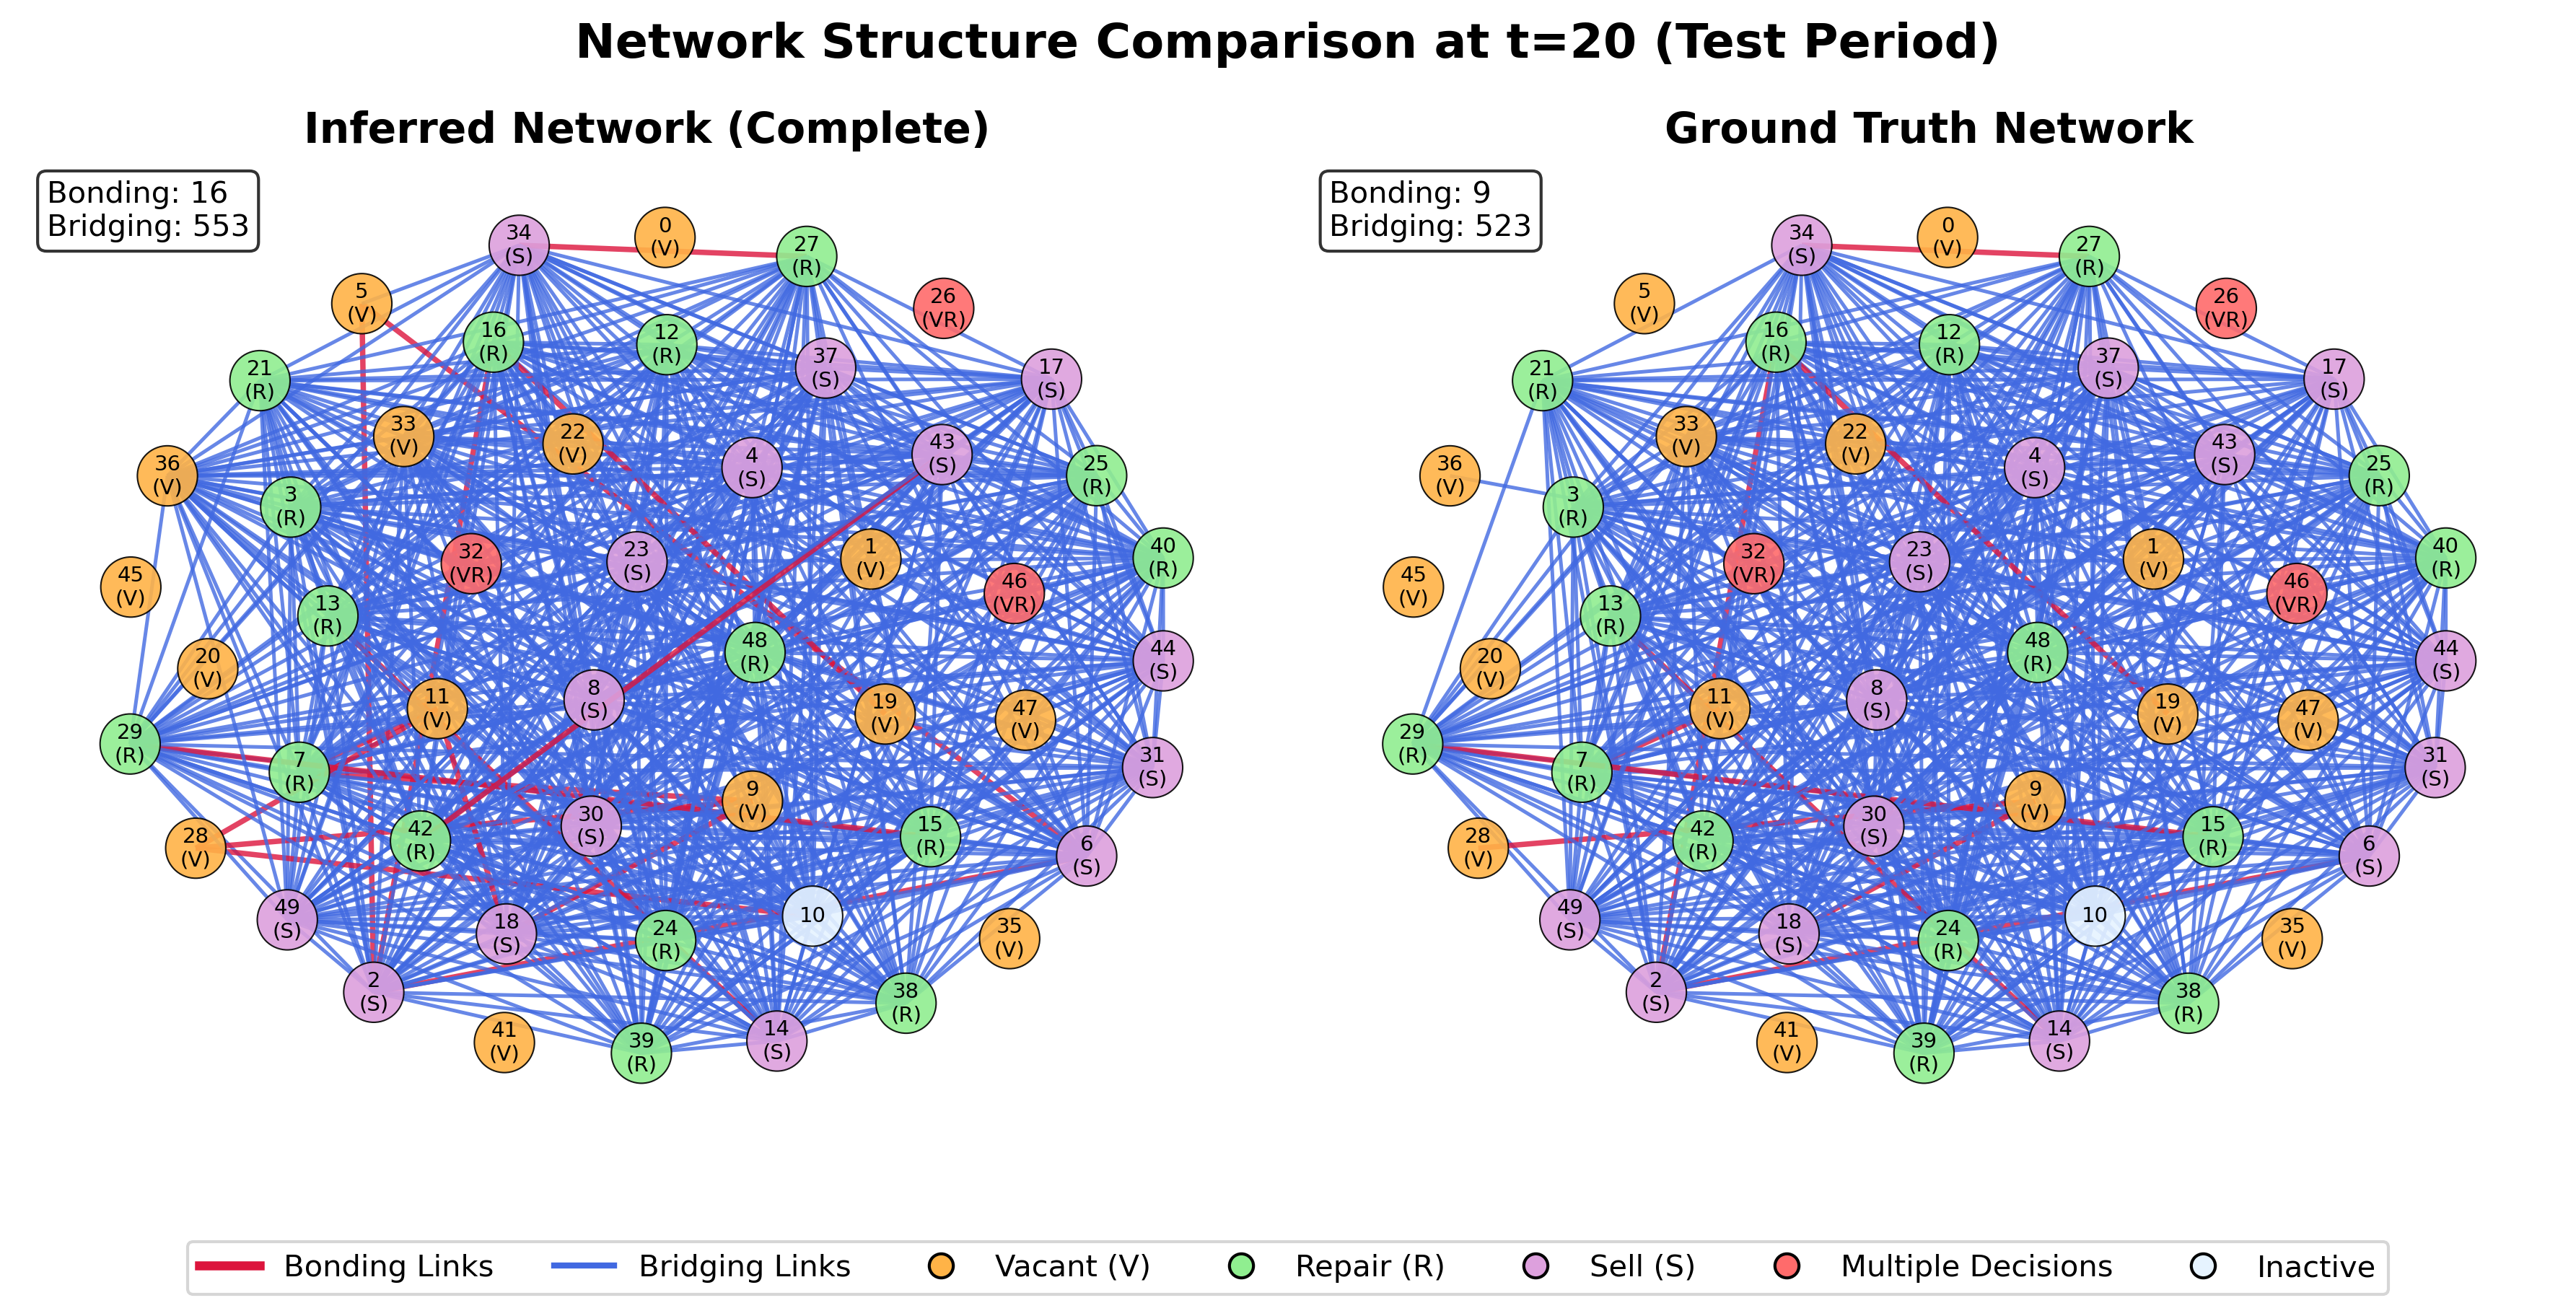 Network Structure Comparison at t=20 (Test Period)
Inferred Network (Complete)
Bonding: 16
Bridging: 553
34
(S)
0
(V)
27
(R)
5
(V)
26
(VR)
16
(R)
12
(R)
37
(S)
21
(R)
17
(S)
33
(V)
22
(V)
4
(S)
43
(S)
36
(V)
25
(R)
3
(R)
32
(VR)
23
(S)
1
(V)
40
(R)
45
(V)
46
(VR)
13
(R)
48
(R)
44
(S)
20
(V)
11
(V)
8
(S)
19
(V)
47
(V)
29
(R)
7
(R)
31
(S)
9
(V)
28
(V)
42
(R)
30
(S)
15
(R)
6
(S)
49
(S)
18
(S)
24
(R)
10
35
(V)
2
(S)
38
(R)
41
(V)
39
(R)
14
(S)
Ground Truth Network
Bonding: 9
Bridging: 523
34
(S)
0
(V)
27
(R)
5
(V)
26
(VR)
16
(R)
12
(R)
37
(S)
21
(R)
17
(S)
33
(V)
22
(V)
4
(S)
43
(S)
36
(V)
25
(R)
3
(R)
32
(VR)
23
(S)
1
(V)
40
(R)
45
(V)
46
(VR)
13
(R)
48
(R)
44
(S)
20
(V)
11
(V)
8
(S)
19
(V)
47
(V)
29
(R)
7
(R)
31
(S)
9
(V)
28
(V)
42
(R)
30
(S)
15
(R)
6
(S)
49
(S)
18
(S)
24
(R)
10
35
(V)
2
(S)
38
(R)
41
(V)
39
(R)
14
(S)
Bonding Links
Bridging Links
Vacant (V)
Repair (R)
Sell (S)
Multiple Decisions
Inactive